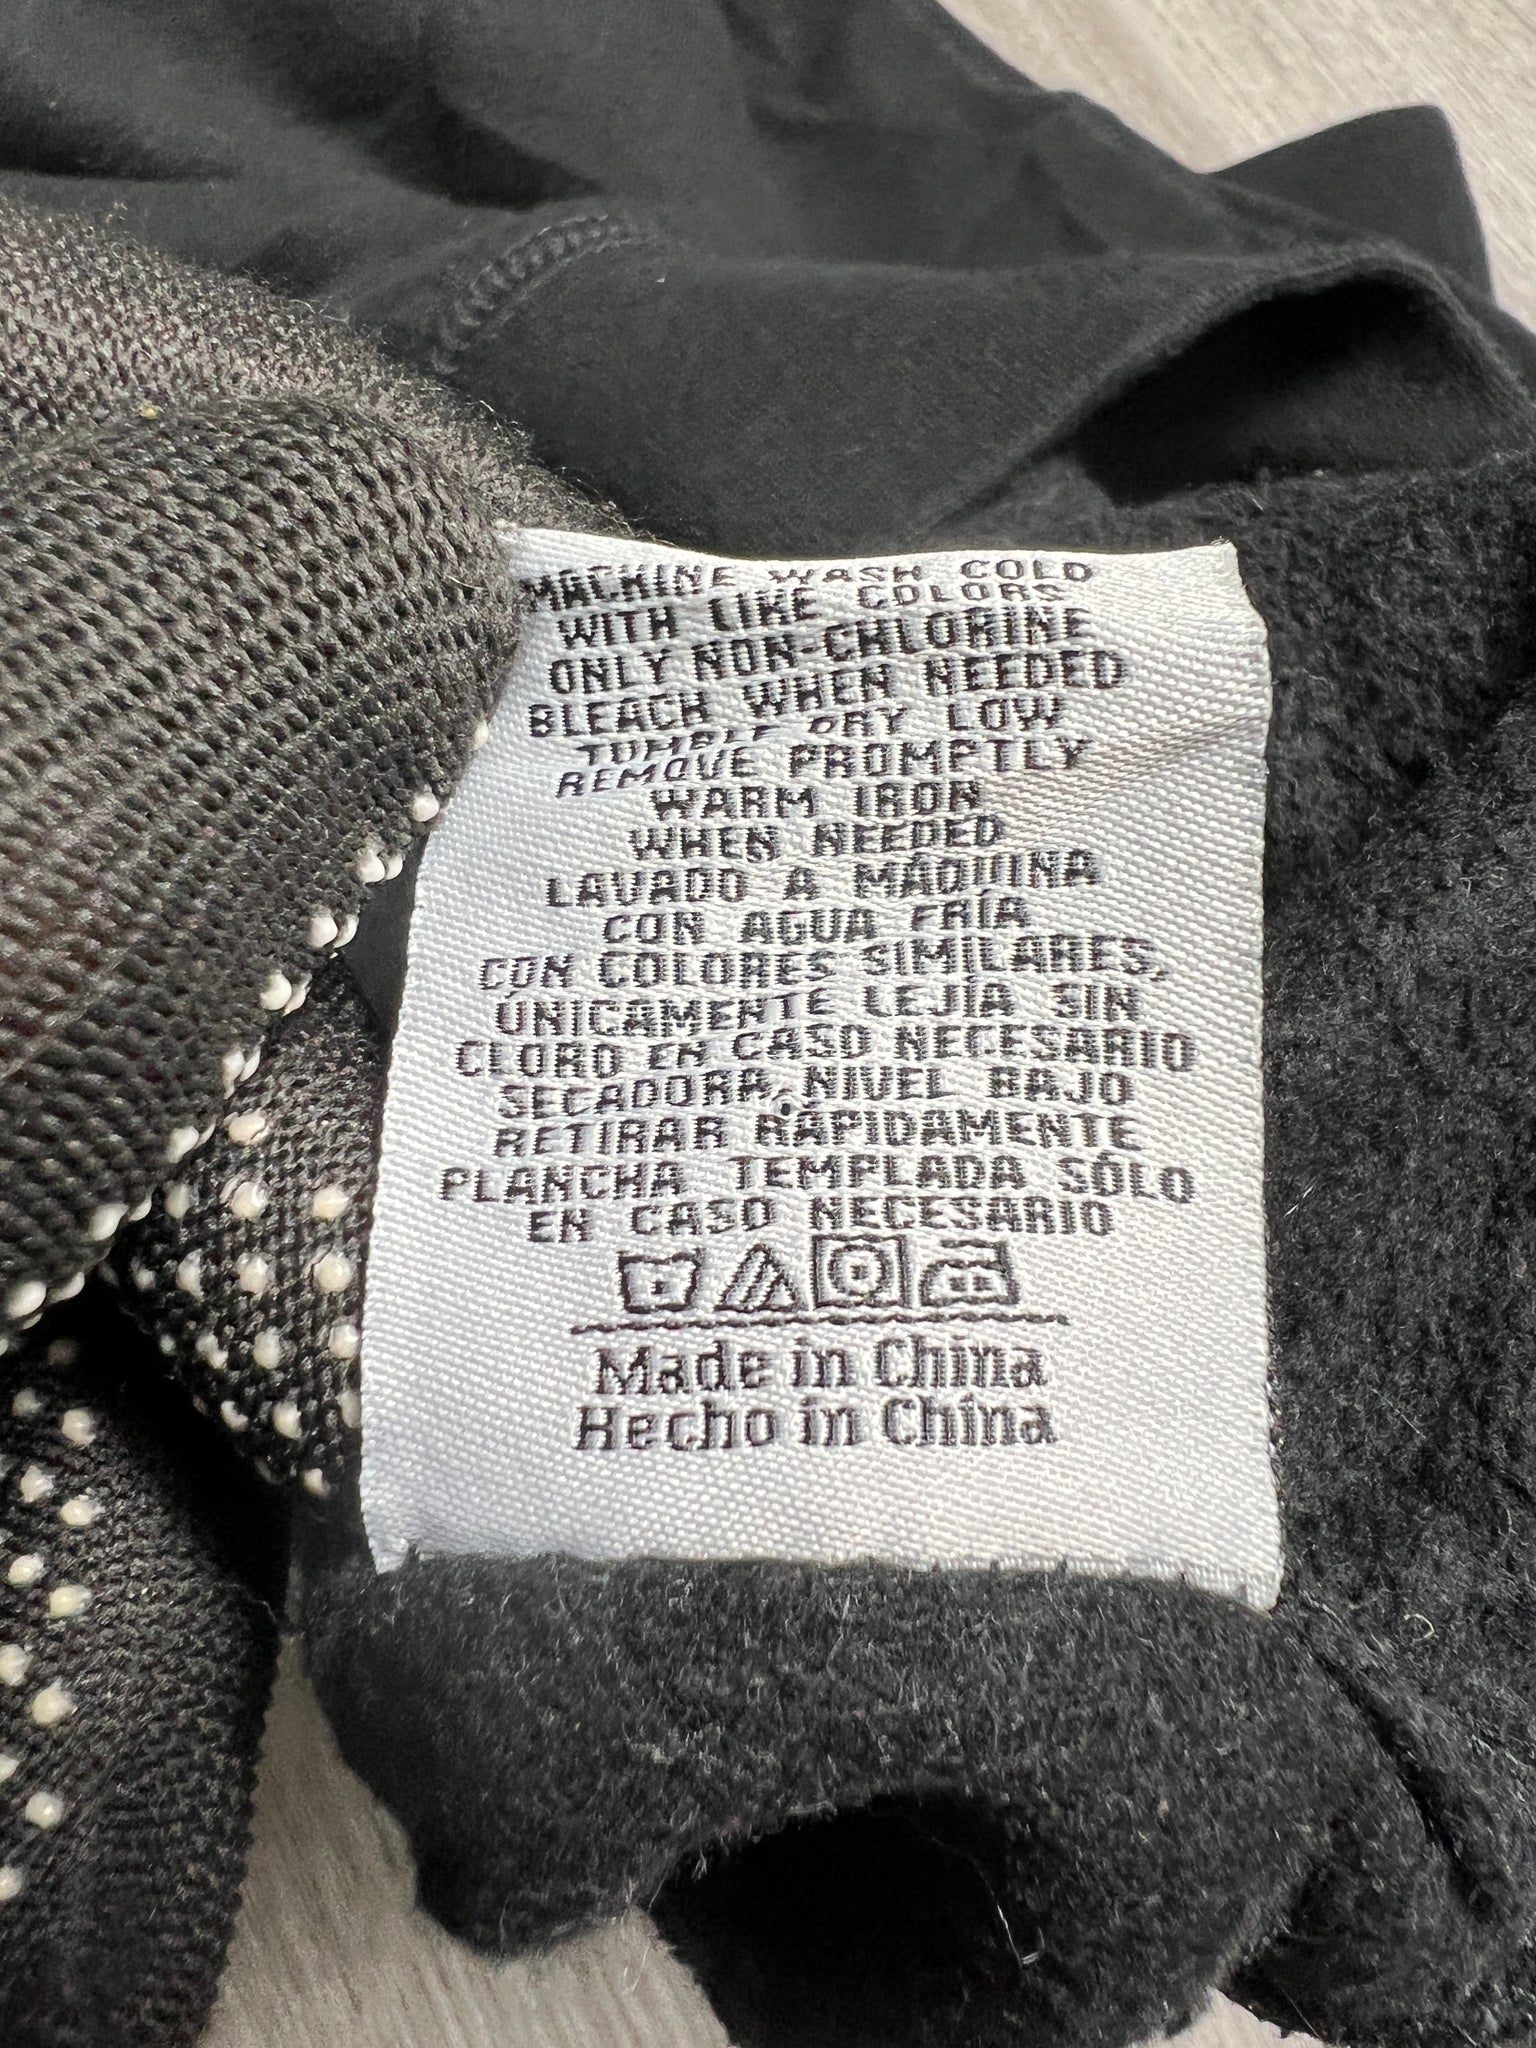 MACHINE WASH COLD
WITH LIKE COLORS
ONLY NON-CHLORINE
BLEACH WHEN NEEDED
TUMBLE DRY LOW
REMOVE PROMPTLY
WARM IRON
WHEN NEEDED
LAVADO A MÁQUINA
CON AGUA FRÍA
CON COLORES SIMILARES,
ÚNICAMENTE LEJÍA SIN
CLORO EN CASO NECESARIO
SECADORA, NIVEL BAJO
RETIRAR RÁPIDAMENTE
PLANCHA TEMPLADA SÓLO
EN CASO NECESARIO
Made in China
Hecho in China